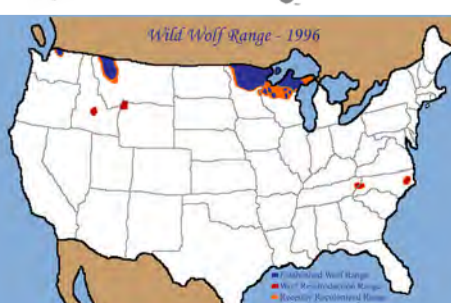 Wild Wolf Range - 1996
Established Wolf Range
Wolf Reintroduction Range
Recently Recolonized Range